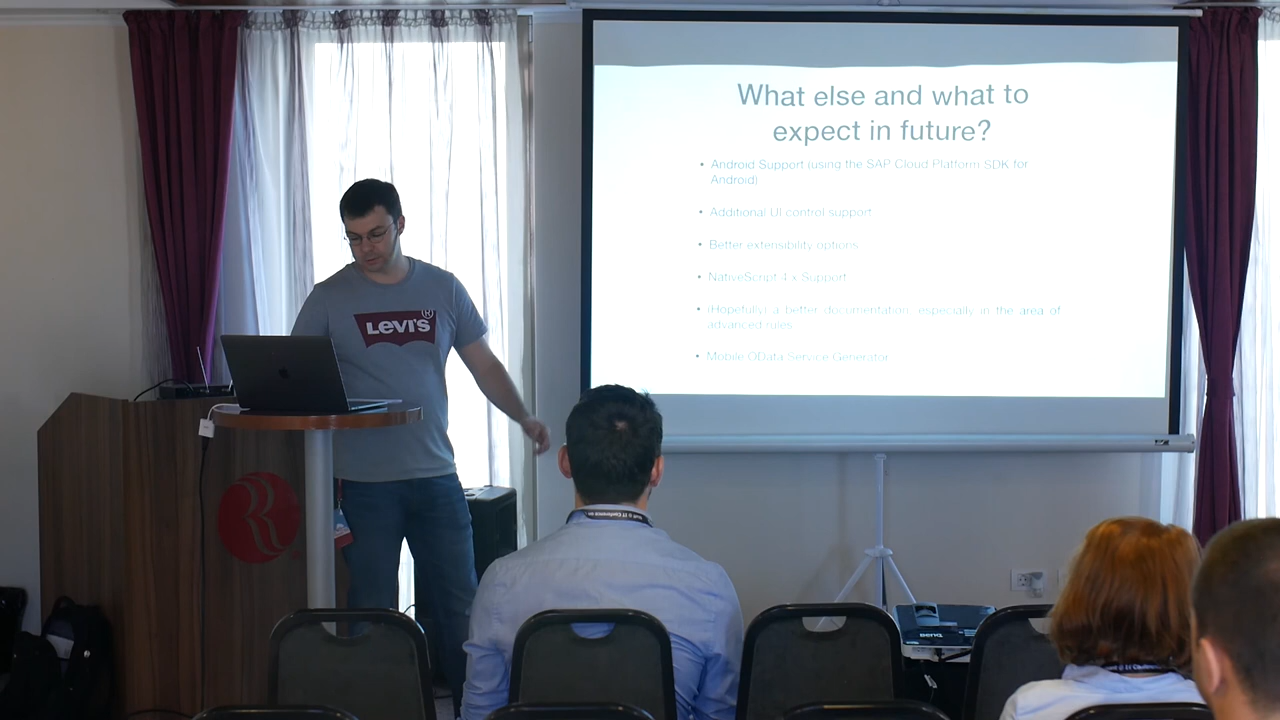 What else and what to
expect in future?
• Android Support (using the SAP Cloud Platform SDK for
Android)
• Additional UI control support
• Better extensibility options
• NativeScript 4.x Support
• (Hopefully) a better documentation, especially in the area of
advanced rules
• Mobile OData Service Generator
LEVI'S
®
R
BenQ